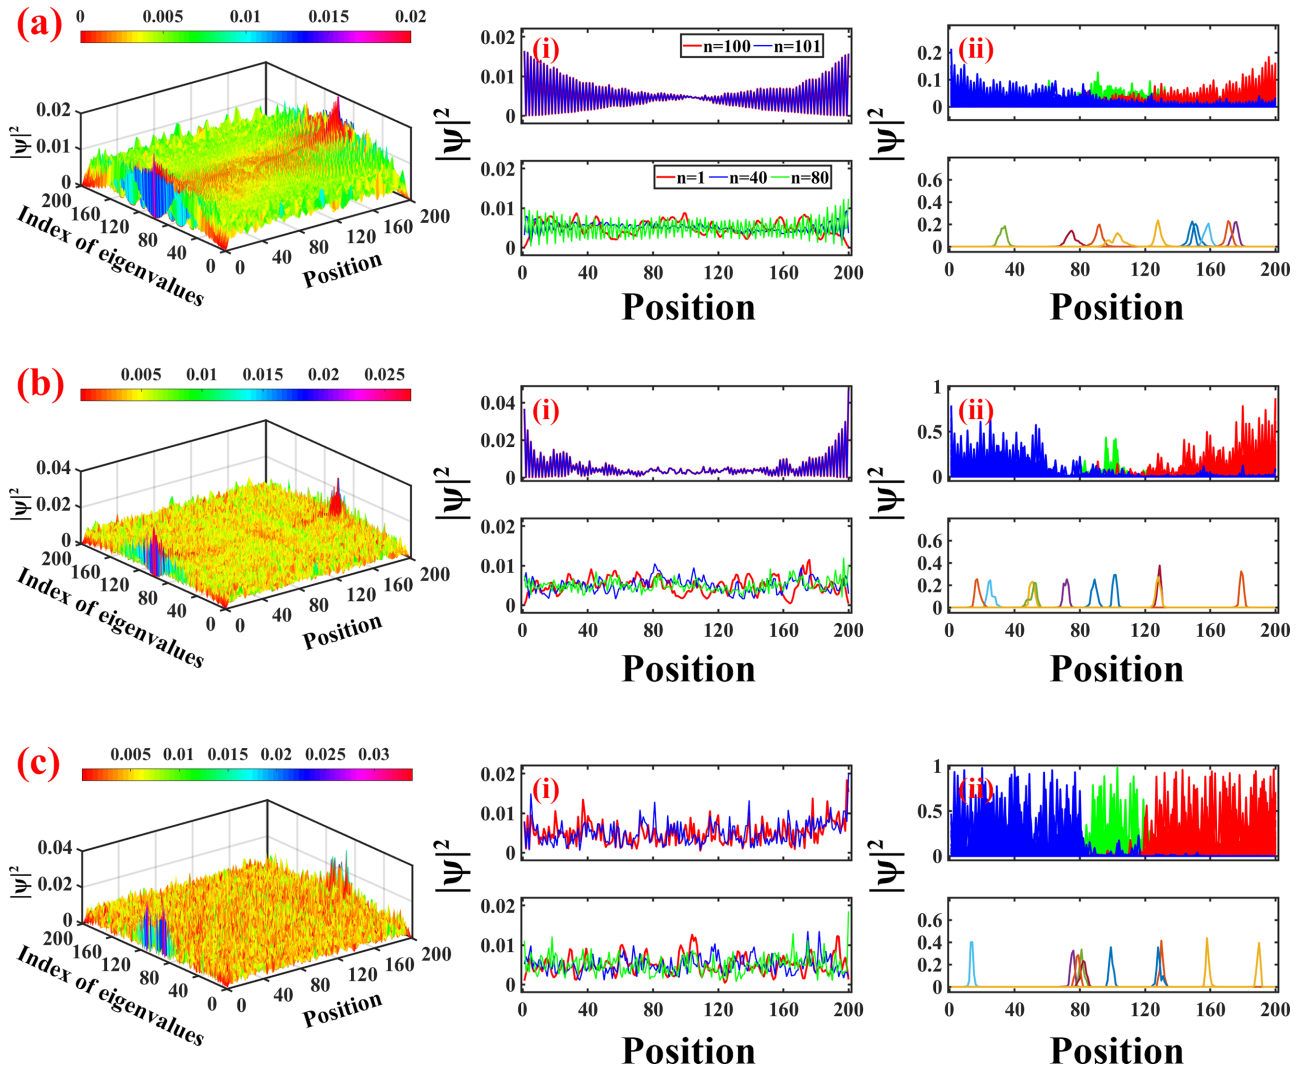 (a)
0 0.005 0.01 0.015 0.02
|ψ|²
0.02
0.01
0
200
160
120
80
40
0
Index of eigenvalues
0
40
80
120
160
200
Position
(i)
n=100 n=101
0.02
0.01
0
n=1 n=40 n=80
0.02
0.01
0
|ψ|²
0 40 80 120 160 200
Position
(ii)
0.2
0.1
0
0.6
0.4
0.2
0
|ψ|²
0 40 80 120 160 200
Position
(b)
0.005 0.01 0.015 0.02 0.025
|ψ|²
0.04
0.02
0
200
160
120
80
40
0
Index of eigenvalues
0
40
80
120
160
200
Position
(i)
0.04
0.02
0
0.02
0.01
0
|ψ|²
0 40 80 120 160 200
Position
(ii)
1
0.5
0
0.6
0.4
0.2
0
|ψ|²
0 40 80 120 160 200
Position
(c)
0.005 0.01 0.015 0.02 0.025 0.03
|ψ|²
0.04
0.02
0
200
160
120
80
40
0
Index of eigenvalues
0
40
80
120
160
200
Position
(i)
0.02
0.01
0
0.02
0.01
0
|ψ|²
0 40 80 120 160 200
Position
(ii)
1
0.5
0
0.6
0.4
0.2
0
|ψ|²
0 40 80 120 160 200
Position